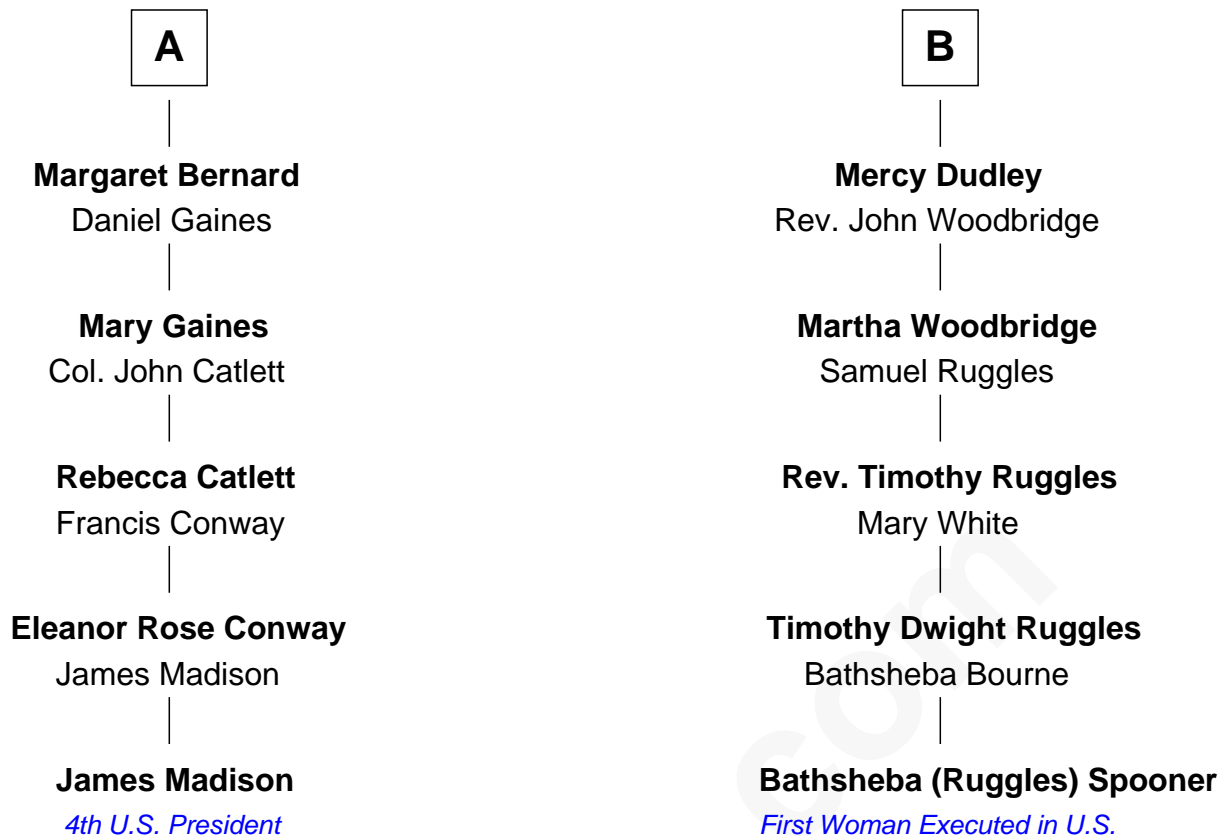 A
B
Margaret Bernard
Daniel Gaines
Mercy Dudley
Rev. John Woodbridge
Mary Gaines
Col. John Catlett
Martha Woodbridge
Samuel Ruggles
Rebecca Catlett
Francis Conway
Rev. Timothy Ruggles
Mary White
Eleanor Rose Conway
James Madison
Timothy Dwight Ruggles
Bathsheba Bourne
James Madison
4th U.S. President
Bathsheba (Ruggles) Spooner
First Woman Executed in U.S.
com